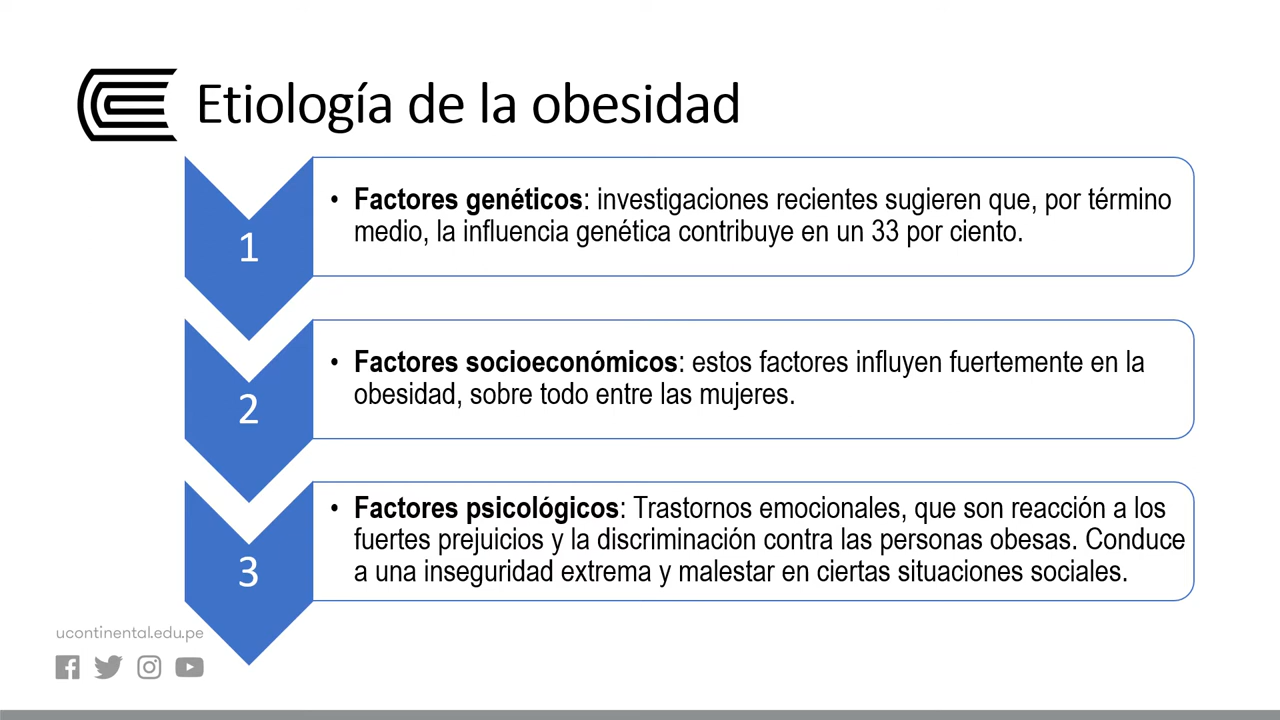 Etiología de la obesidad
1
• Factores genéticos: investigaciones recientes sugieren que, por término
medio, la influencia genética contribuye en un 33 por ciento.
2
• Factores socioeconómicos: estos factores influyen fuertemente en la
obesidad, sobre todo entre las mujeres.
3
• Factores psicológicos: Trastornos emocionales, que son reacción a los
fuertes prejuicios y la discriminación contra las personas obesas. Conduce
a una inseguridad extrema y malestar en ciertas situaciones sociales.
ucontinental.edu.pe